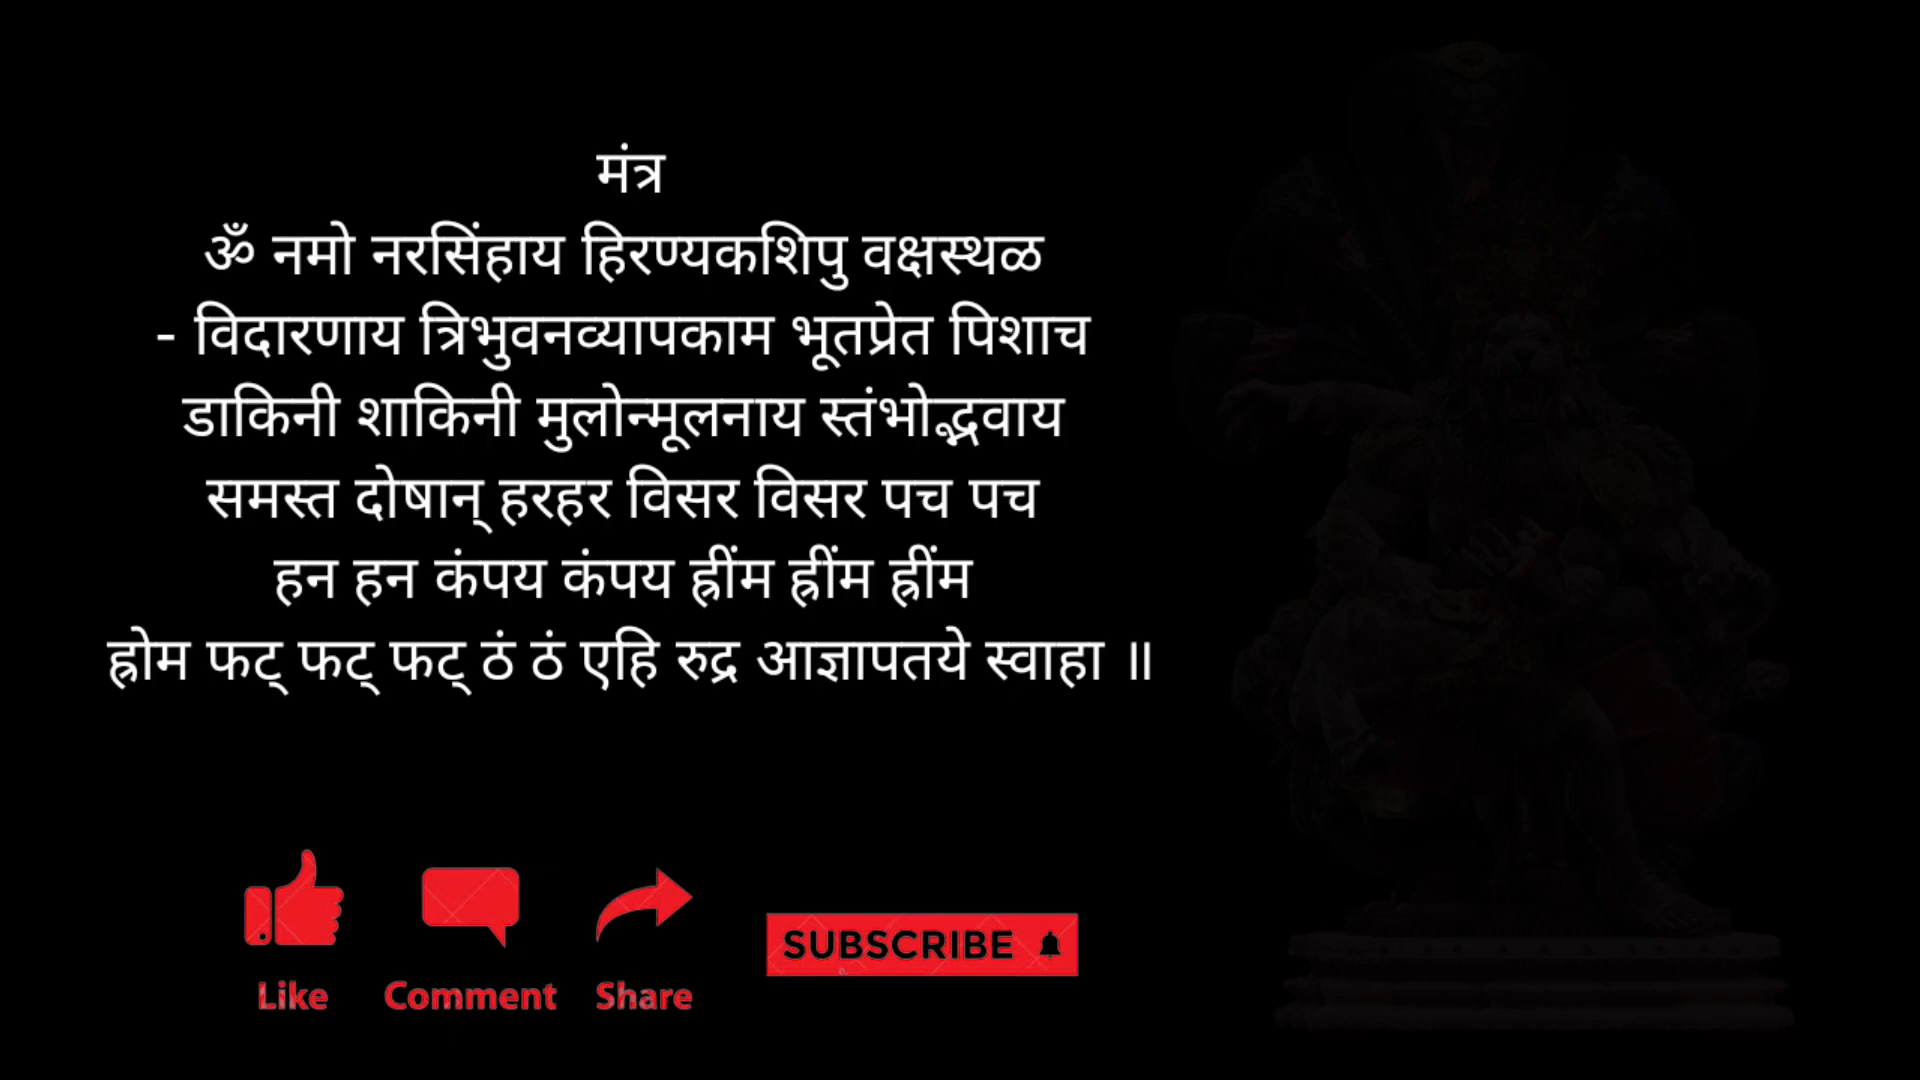 मंत्र
ॐ नमो नरसिंहाय हिरण्यकशिपु वक्षस्थळ
- विदारणाय त्रिभुवनव्यापकाम भूतप्रेत पिशाच
डाकिनी शाकिनी मुलोन्मूलनाय स्तंभोद्भवाय
समस्त दोषान् हरहर विसर विसर पच पच
हन हन कंपय कंपय ह्रींम ह्रींम ह्रींम
ह्रोम फट् फट् फट् ठं ठं एहि रुद्र आज्ञापतये स्वाहा ॥
SUBSCRIBE
Like Comment Share